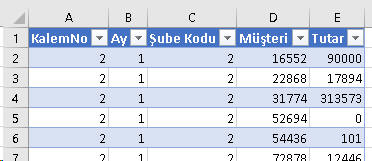 A B C D E
1 KalemNo Ay Şube Kodu Müşteri Tutar
2 2 1 2 16552 90000
3 2 1 2 22868 17894
4 2 1 2 31774 313573
5 2 1 2 52694 0
6 2 1 2 54436 101
7 2 1 2 72878 12446